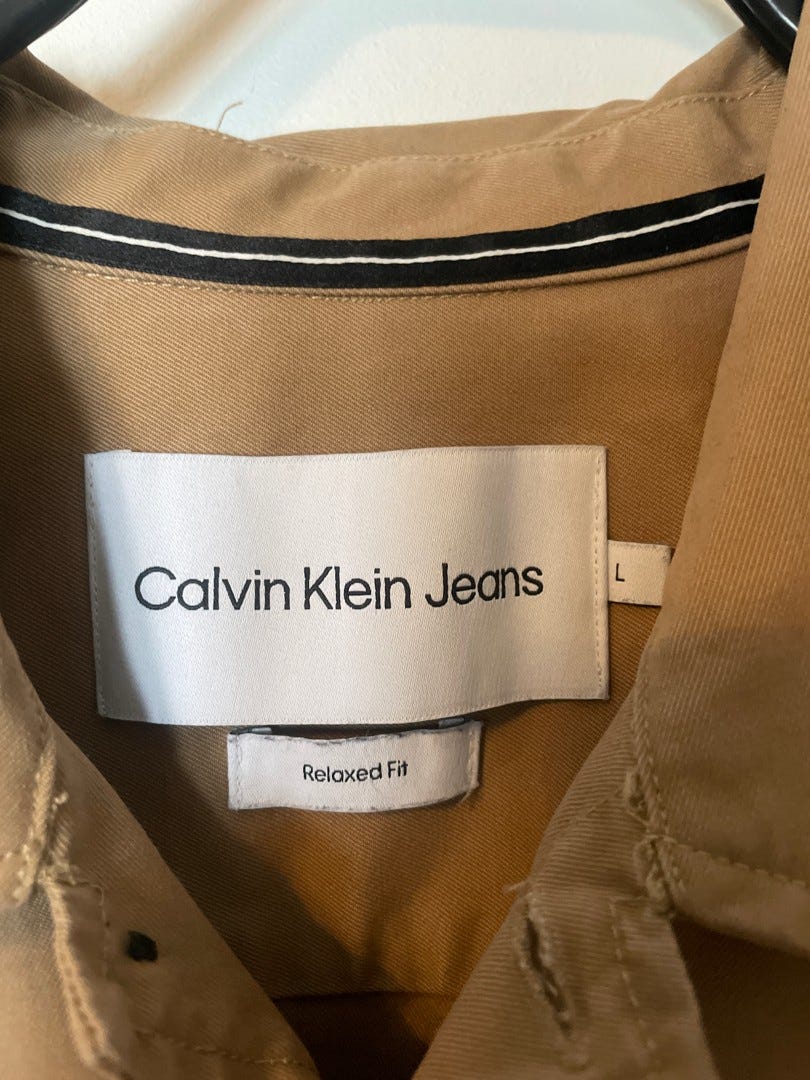 Calvin Klein Jeans
L
Relaxed Fit